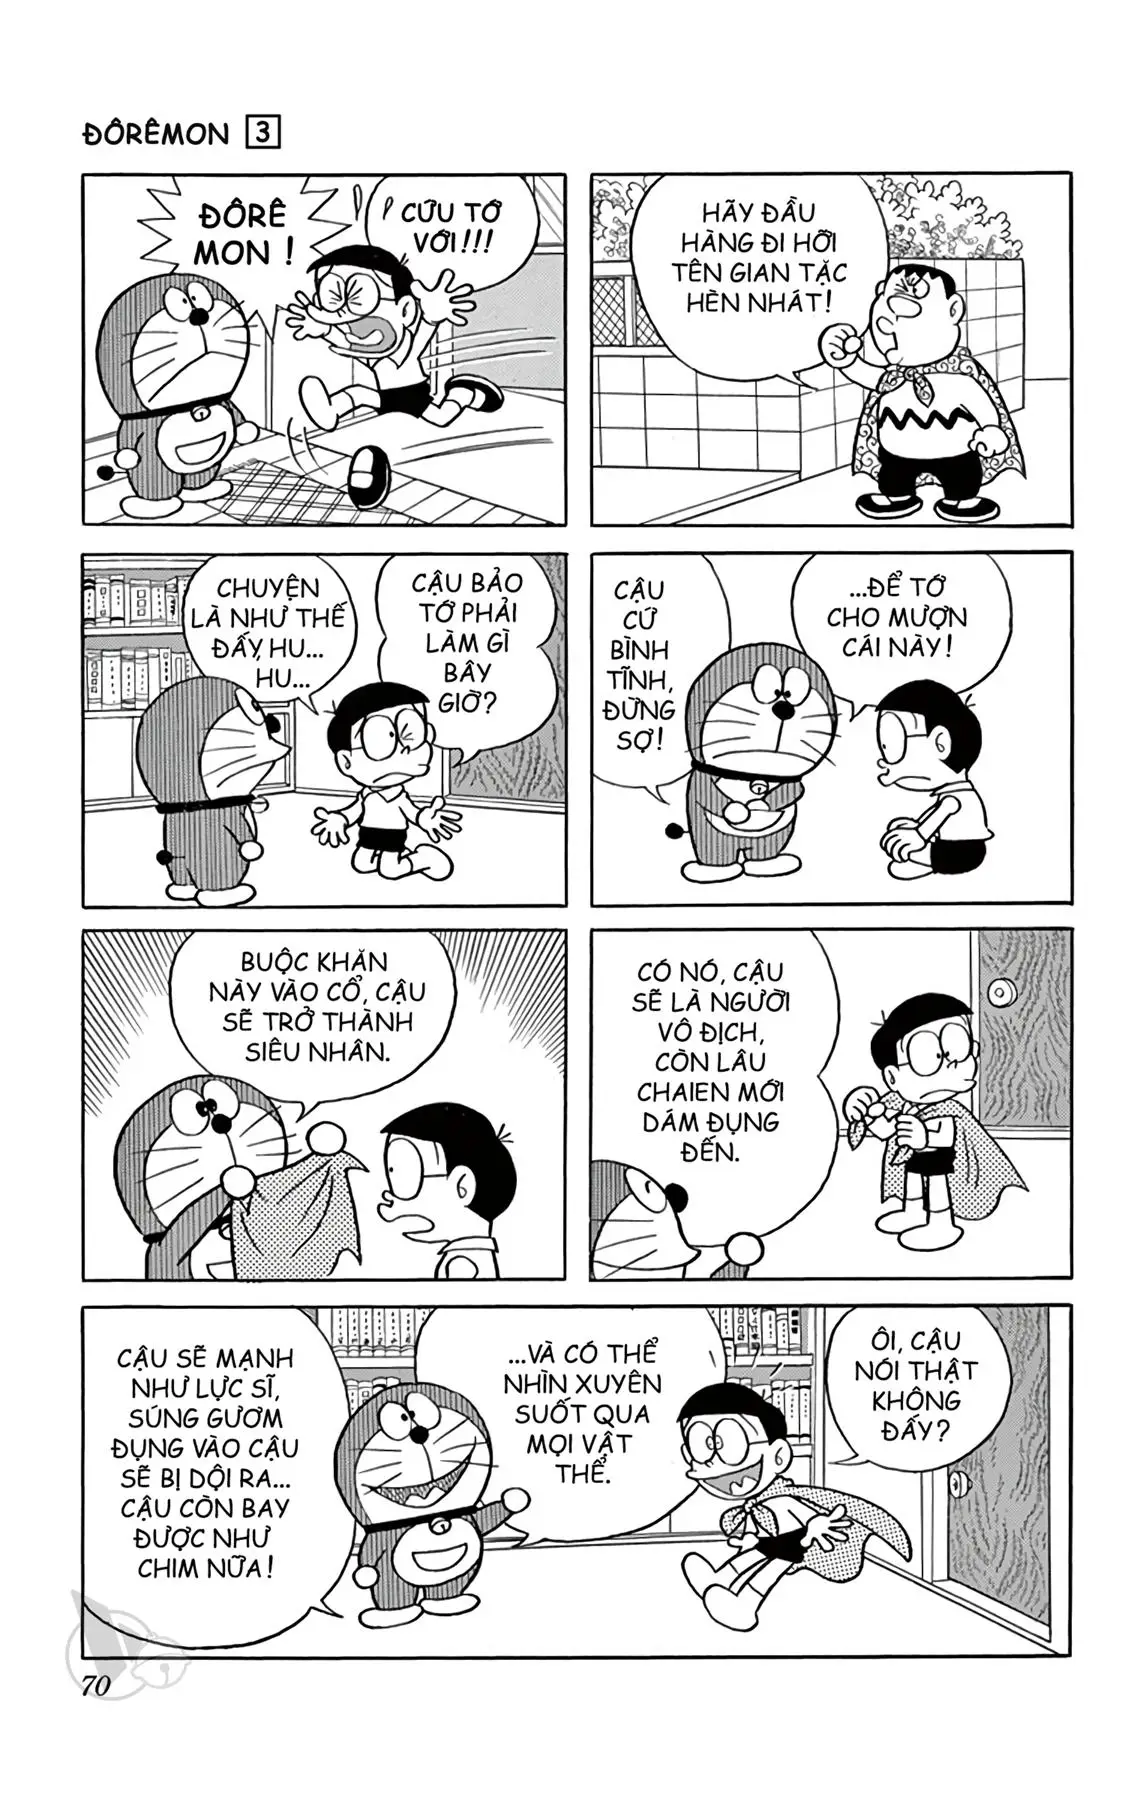 ĐÔRÊMON 3
ĐÔRÊ
MON !
CỨU TỚ
VỚI!!!
HÃY ĐẦU
HÀNG ĐI HỠI
TÊN GIAN TẶC
HÈN NHÁT!
CHUYỆN
LÀ NHƯ THẾ
ĐẤY, HU...
HU...
CẬU BẢO
TỚ PHẢI
LÀM GÌ
BÂY
GIỜ?
CẬU
CỨ
BÌNH
TĨNH,
ĐỪNG
SỢ!
...ĐỂ TỚ
CHO MƯỢN
CÁI NÀY!
BUỘC KHĂN
NÀY VÀO CỔ, CẬU
SẼ TRỞ THÀNH
SIÊU NHÂN.
CÓ NÓ, CẬU
SẼ LÀ NGƯỜI
VÔ ĐỊCH,
CÒN LÂU
CHAIEN MỚI
DÁM ĐỤNG
ĐẾN.
CẬU SẼ MẠNH
NHƯ LỰC SĨ,
SÚNG GƯƠM
ĐỤNG VÀO CẬU
SẼ BỊ DỘI RA...
CẬU CÒN BAY
ĐƯỢC NHƯ
CHIM NỮA!
...VÀ CÓ THỂ
NHÌN XUYÊN
SUỐT QUA
MỌI VẬT
THỂ.
ÔI, CẬU
NÓI THẬT
KHÔNG
ĐẤY?
70